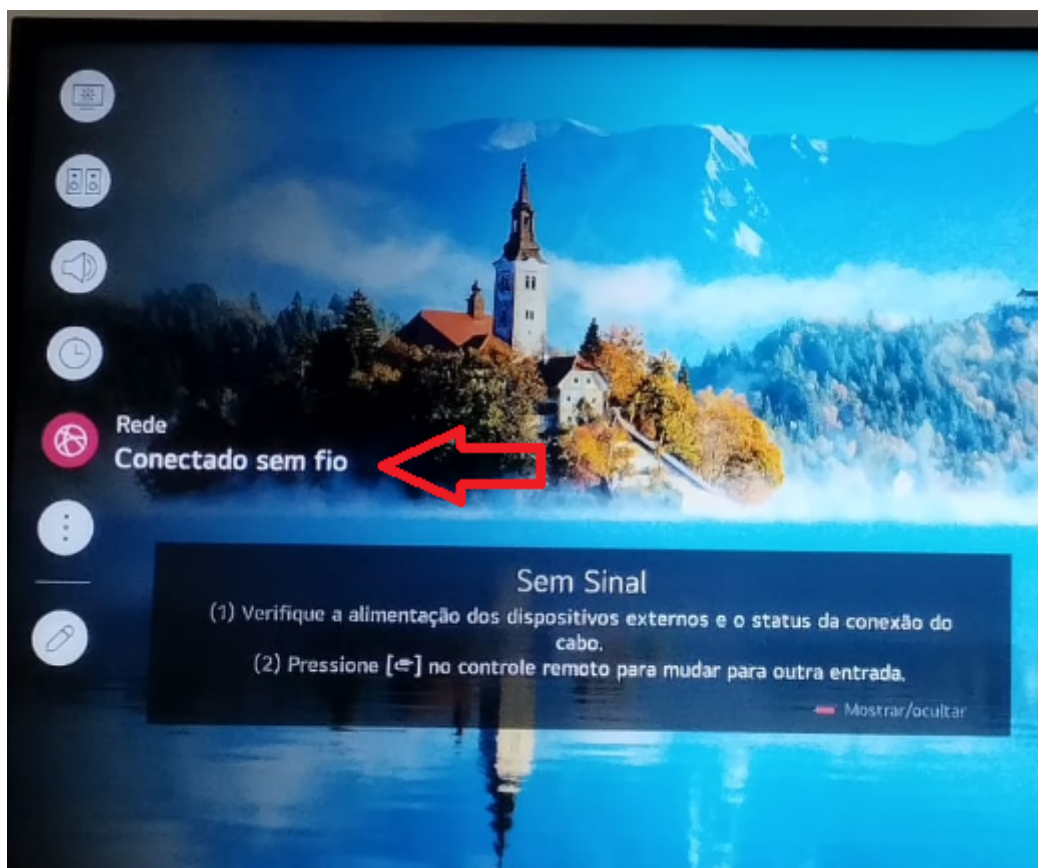 Rede
Conectado sem fio
Sem Sinal
(1) Verifique a alimentação dos dispositivos externos e o status da conexão do
cabo.
(2) Pressione [] no controle remoto para mudar para outra entrada.
Mostrar/ocultar